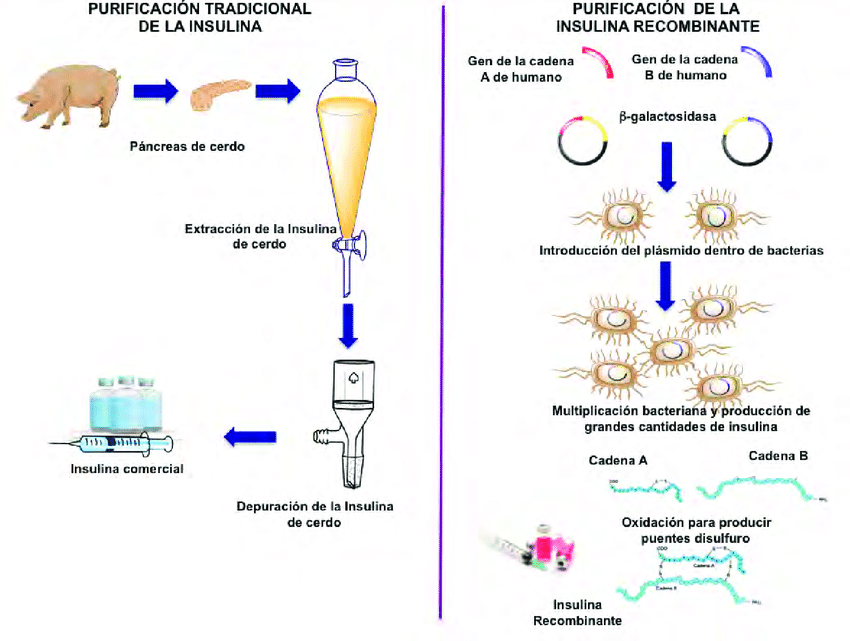 PURIFICACIÓN TRADICIONAL
DE LA INSULINA
Páncreas de cerdo
Extracción de la Insulina
de cerdo
Insulina comercial
Depuración de la Insulina
de cerdo
PURIFICACIÓN DE LA
INSULINA RECOMBINANTE
Gen de la cadena
A de humano
Gen de la cadena
B de humano
β-galactosidasa
Introducción del plásmido dentro de bacterias
Multiplicación bacteriana y producción de
grandes cantidades de insulina
Cadena A
Cadena B
Oxidación para producir
puentes disulfuro
Cadena A
Cadena B
Insulina
Recombinante